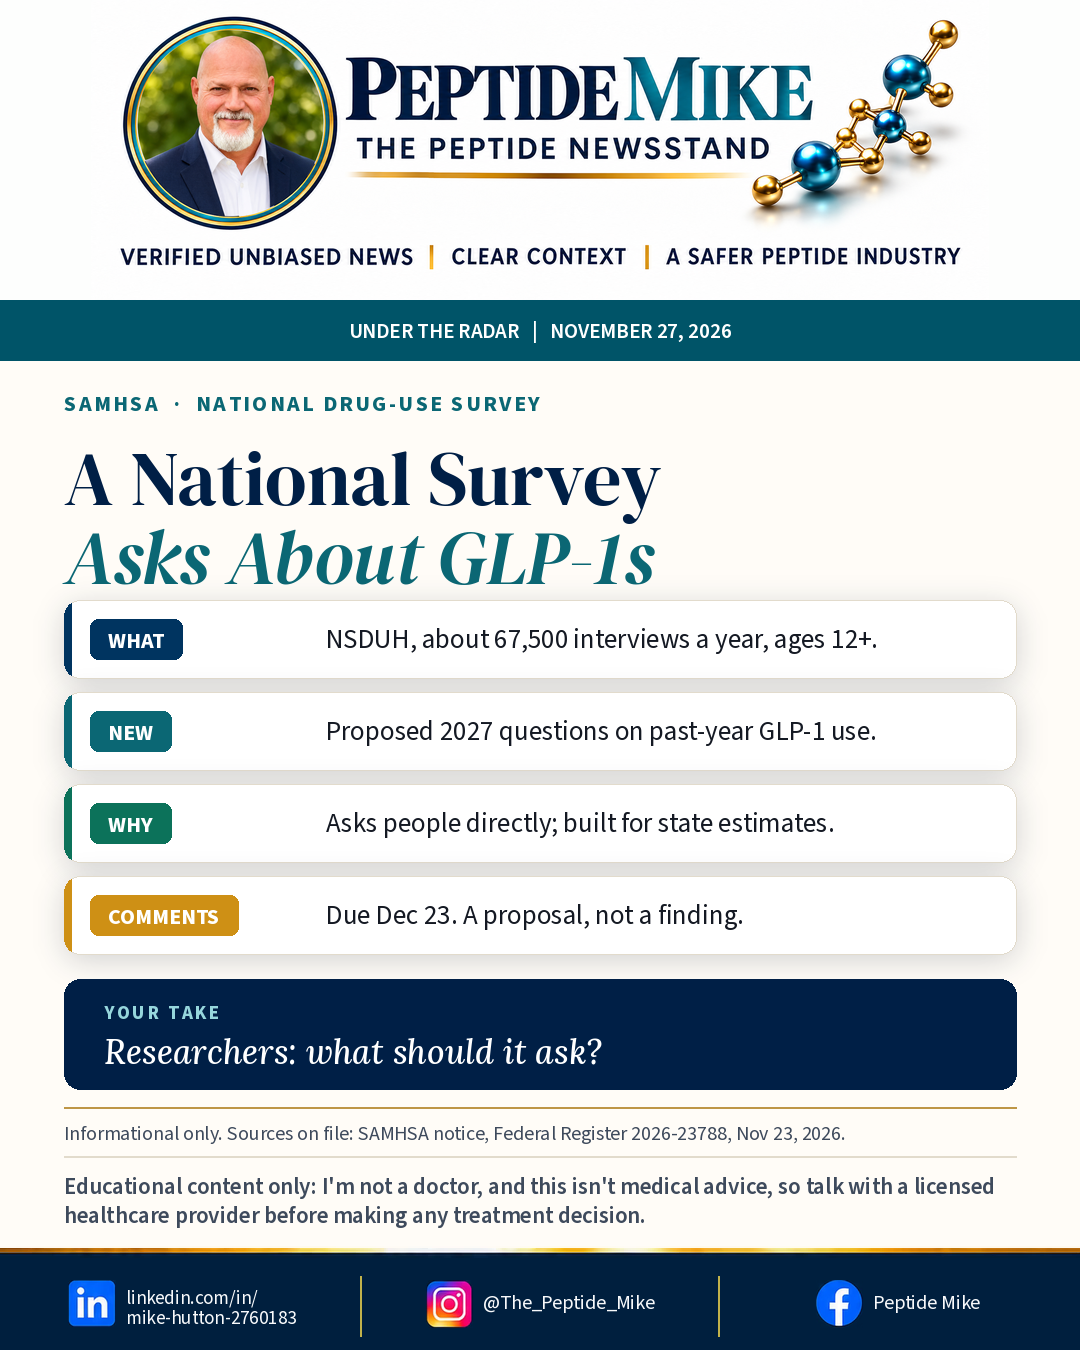 PEPTIDEMIKE
THE PEPTIDE NEWSSTAND
VERIFIED UNBIASED NEWS | CLEAR CONTEXT | A SAFER PEPTIDE INDUSTRY
UNDER THE RADAR | NOVEMBER 27, 2026
SAMHSA · NATIONAL DRUG-USE SURVEY
A National Survey
Asks About GLP-1s
WHAT NSDUH, about 67,500 interviews a year, ages 12+.
NEW Proposed 2027 questions on past-year GLP-1 use.
WHY Asks people directly; built for state estimates.
COMMENTS Due Dec 23. A proposal, not a finding.
YOUR TAKE
Researchers: what should it ask?
Informational only. Sources on file: SAMHSA notice, Federal Register 2026-23788, Nov 23, 2026.
Educational content only: I'm not a doctor, and this isn't medical advice, so talk with a licensed
healthcare provider before making any treatment decision.
linkedin.com/in/
mike-hutton-2760183
@The_Peptide_Mike
Peptide Mike